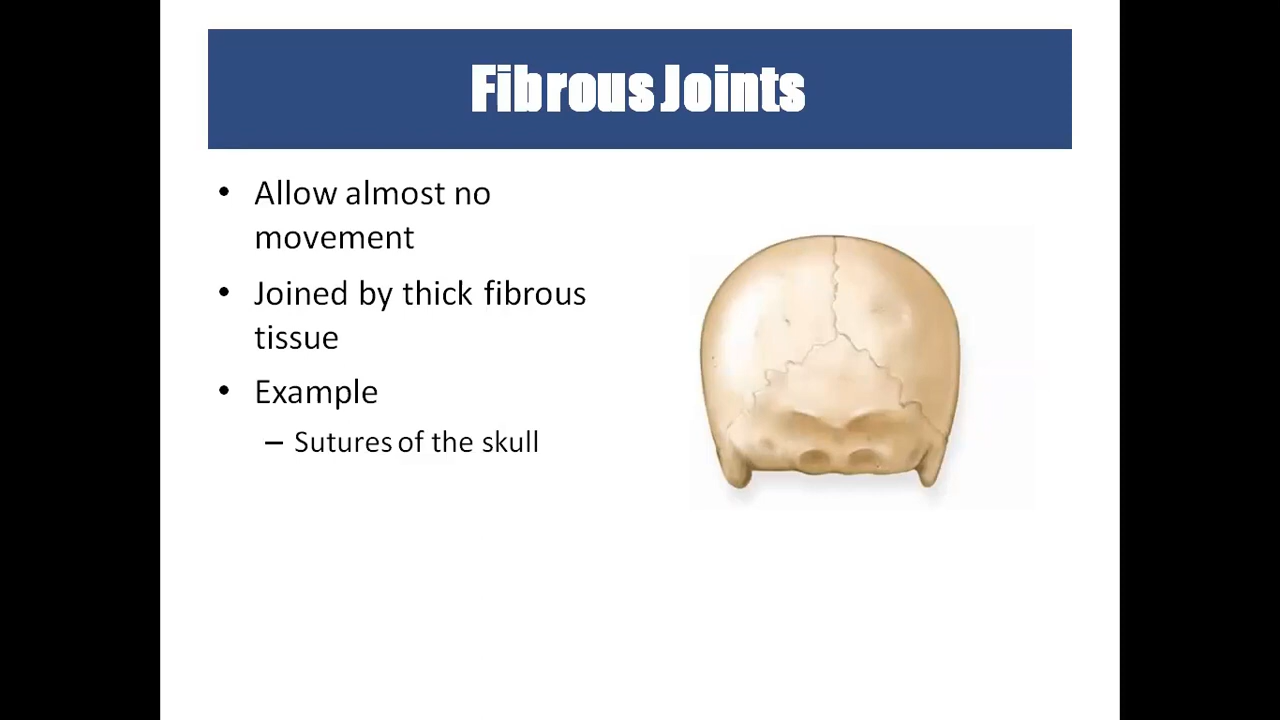 Fibrous Joints
• Allow almost no
movement
• Joined by thick fibrous
tissue
• Example
– Sutures of the skull